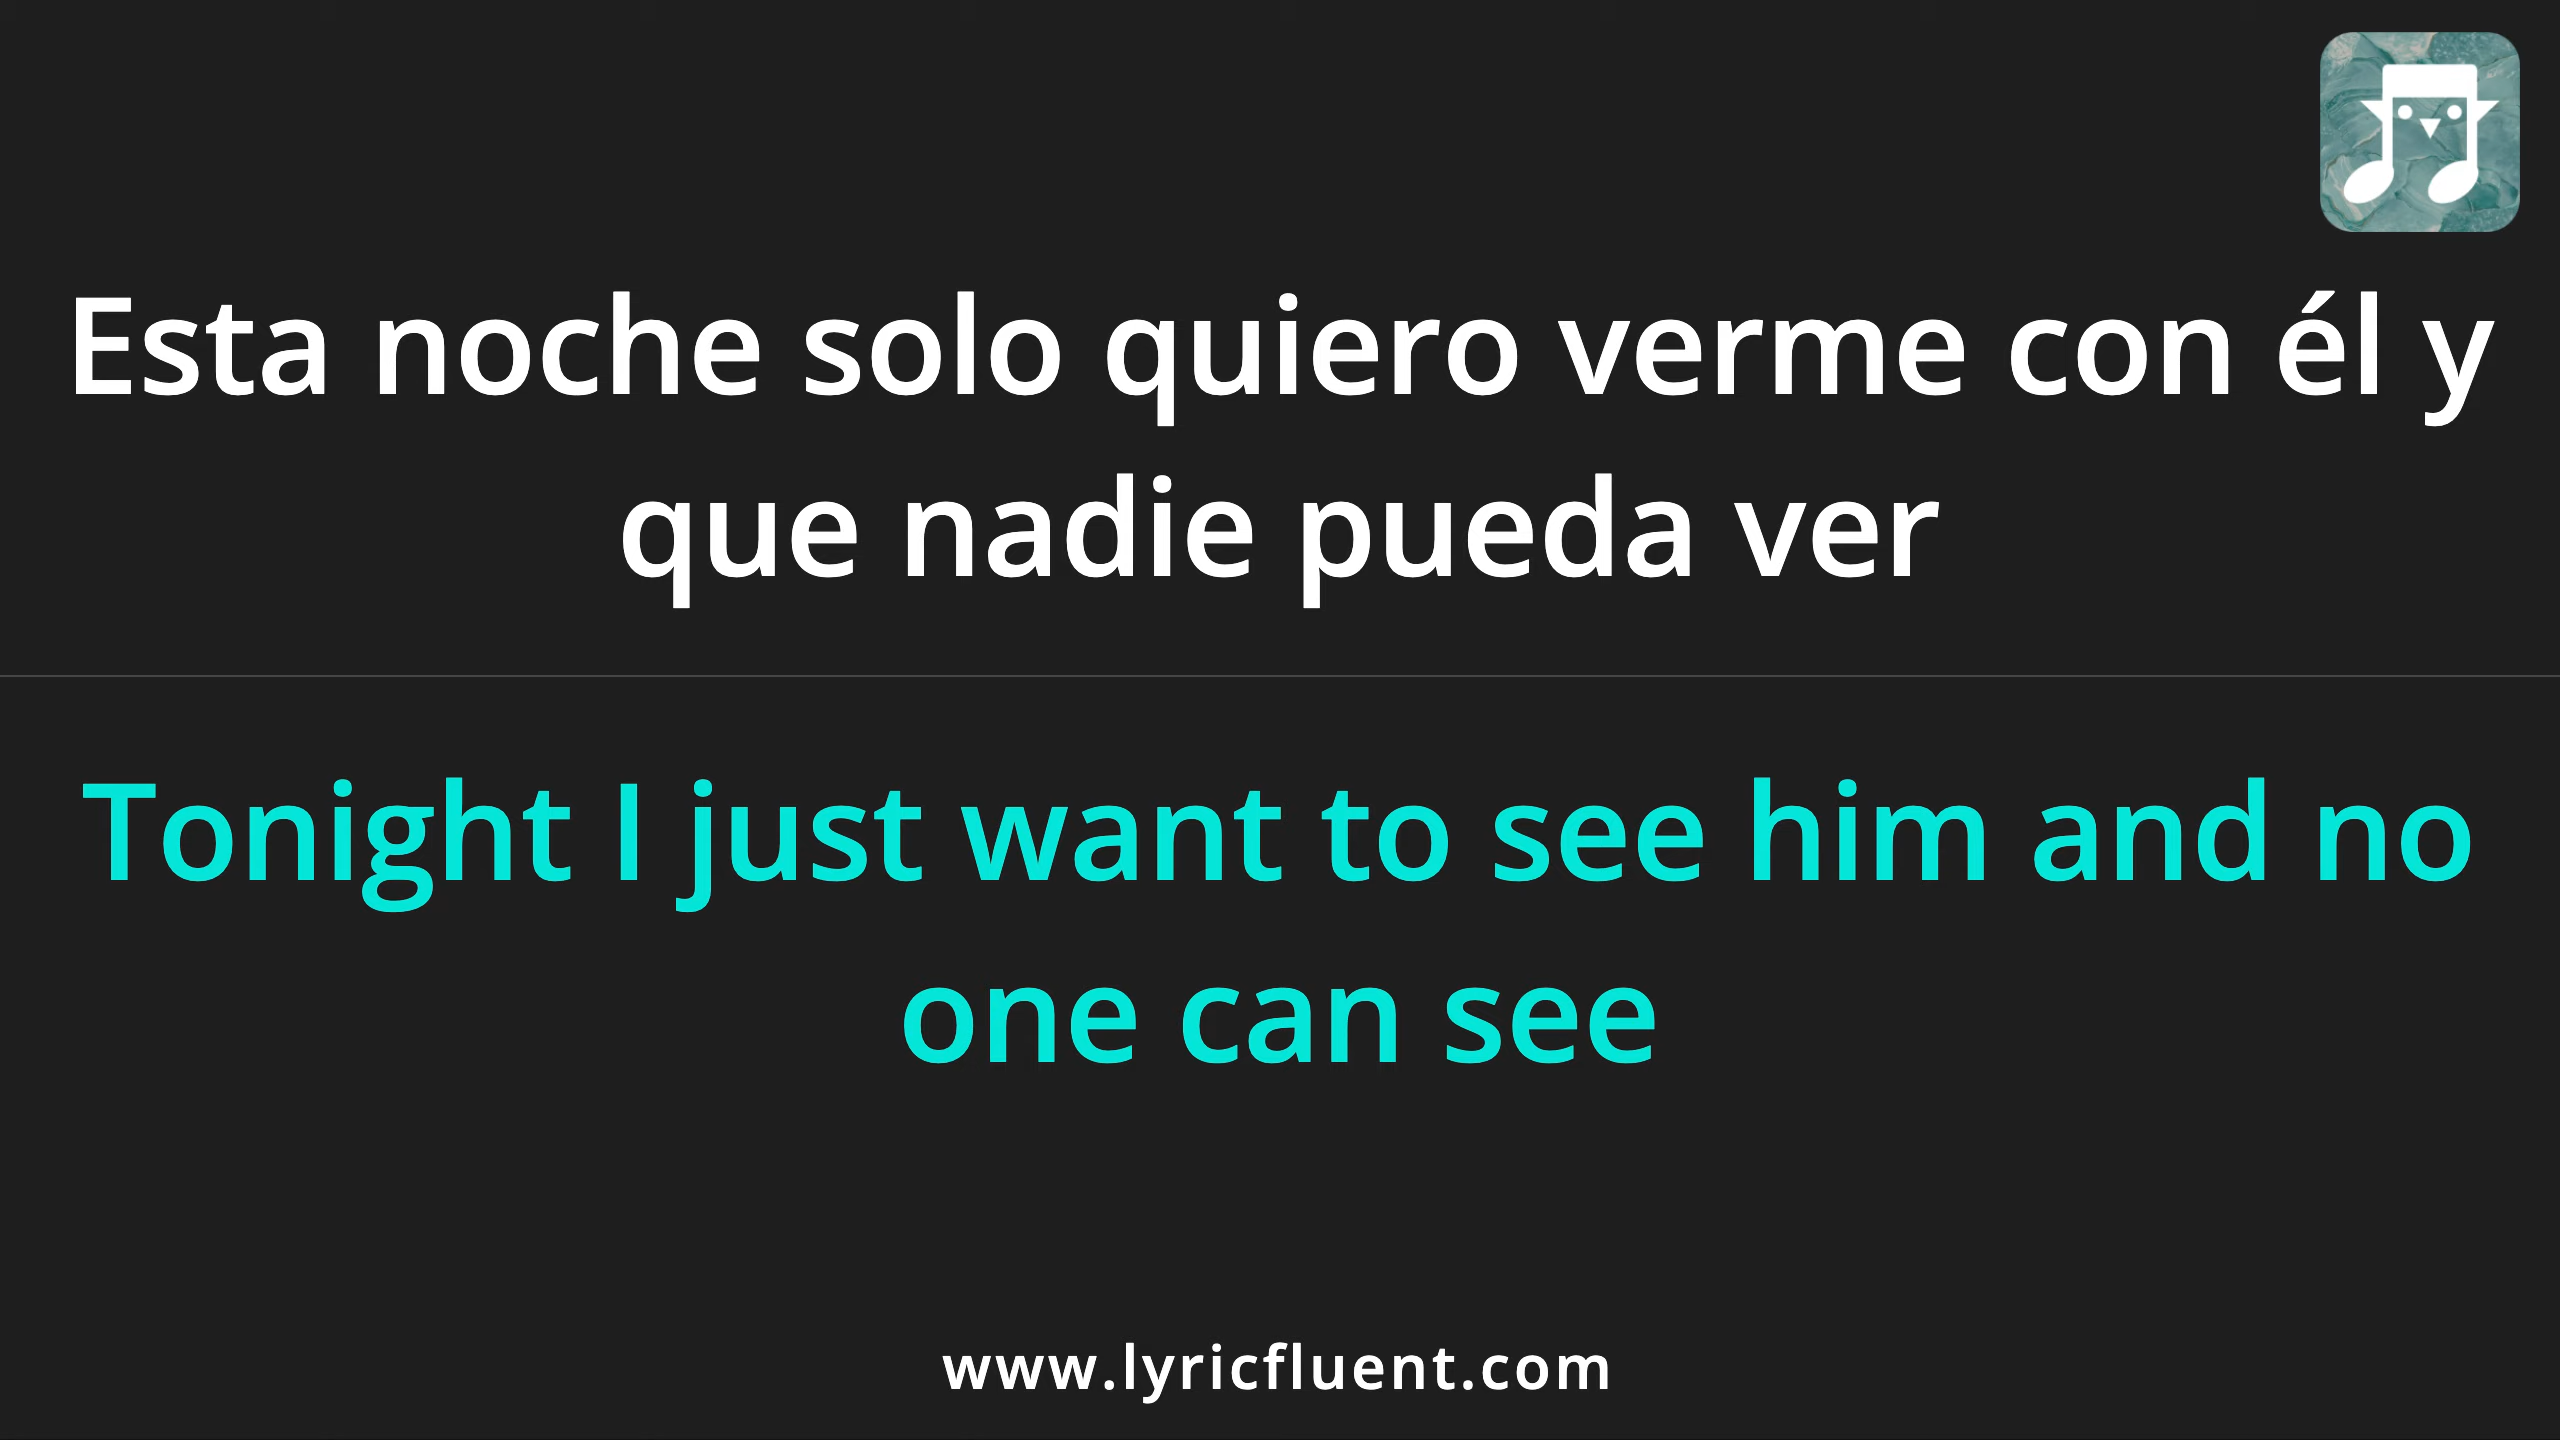 Esta noche solo quiero verme con él y
que nadie pueda ver
Tonight I just want to see him and no
one can see
www.lyricfluent.com